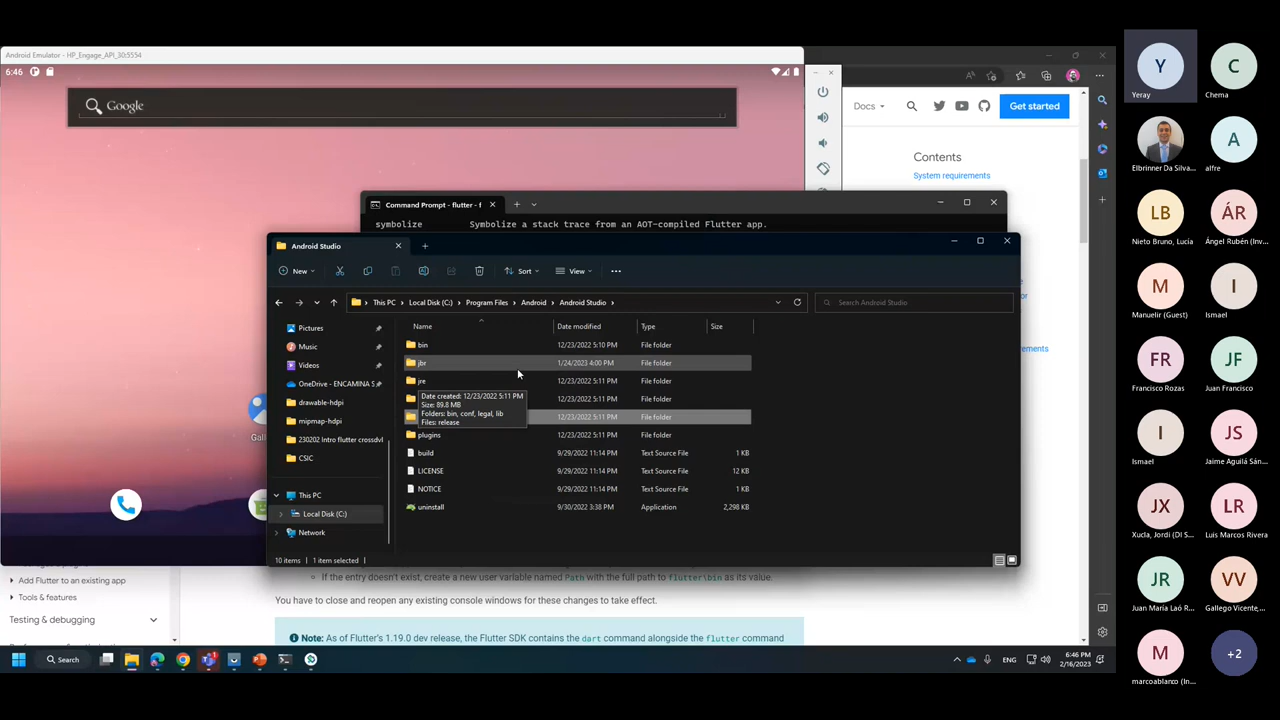 Android Emulator - HP_Engage_API_30:5554
6:46
Google
Docs
Get started
Contents
System requirements
Command Prompt - flutter - f
symbolize Symbolize a stack trace from an AOT-compiled Flutter app.
Android Studio
New
Sort
View
This PC
Local Disk (C:)
Program Files
Android
Android Studio
Search Android Studio
Name Date modified Type Size
Pictures
Music
Videos
OneDrive - ENCAMINA S
drawable-hdpi
mipmap-hdpi
230202 Intro flutter crossdvl
CSIC
This PC
Local Disk (C:)
Network
bin 12/23/2022 5:10 PM File folder
jbr 1/24/2023 4:00 PM File folder
jre 12/23/2022 5:11 PM File folder
12/23/2022 5:11 PM File folder
12/23/2022 5:11 PM File folder
plugins 12/23/2022 5:11 PM File folder
build 9/29/2022 11:14 PM Text Source File 1 KB
LICENSE 9/29/2022 11:14 PM Text Source File 12 KB
NOTICE 9/29/2022 11:14 PM Text Source File 1 KB
uninstall 9/30/2022 3:38 PM Application 2,298 KB
Date created: 12/23/2022 5:11 PM
Size: 89.8 MB
Folders: bin, conf, legal, lib
Files: release
10 items
1 item selected
Gal
Add Flutter to an existing app
Tools & features
Testing & debugging
If the entry doesn't exist, create a new user variable named Path with the full path to flutter\bin as its value.
You have to close and reopen any existing console windows for these changes to take effect.
Note: As of Flutter's 1.19.0 dev release, the Flutter SDK contains the dart command alongside the flutter command
Search
ENG
6:46 PM
2/16/2023
Y
Yeray
C
Chema
Elbrinner Da Silva...
A
alfre
LB
Nieto Bruno, Lucía
ÁR
Ángel Rubén (Inv...
M
Manuelir (Guest)
I
Ismael
FR
Francisco Rozas
JF
Juan Francisco
I
Ismael
JS
Jaime Aguilá Sán...
JX
Xucla, Jordi (DI S...
LR
Luis Marcos Rivera
JR
Juan María Laó R...
VV
Gallego Vicente,...
M
marcoablanco (In...
+2